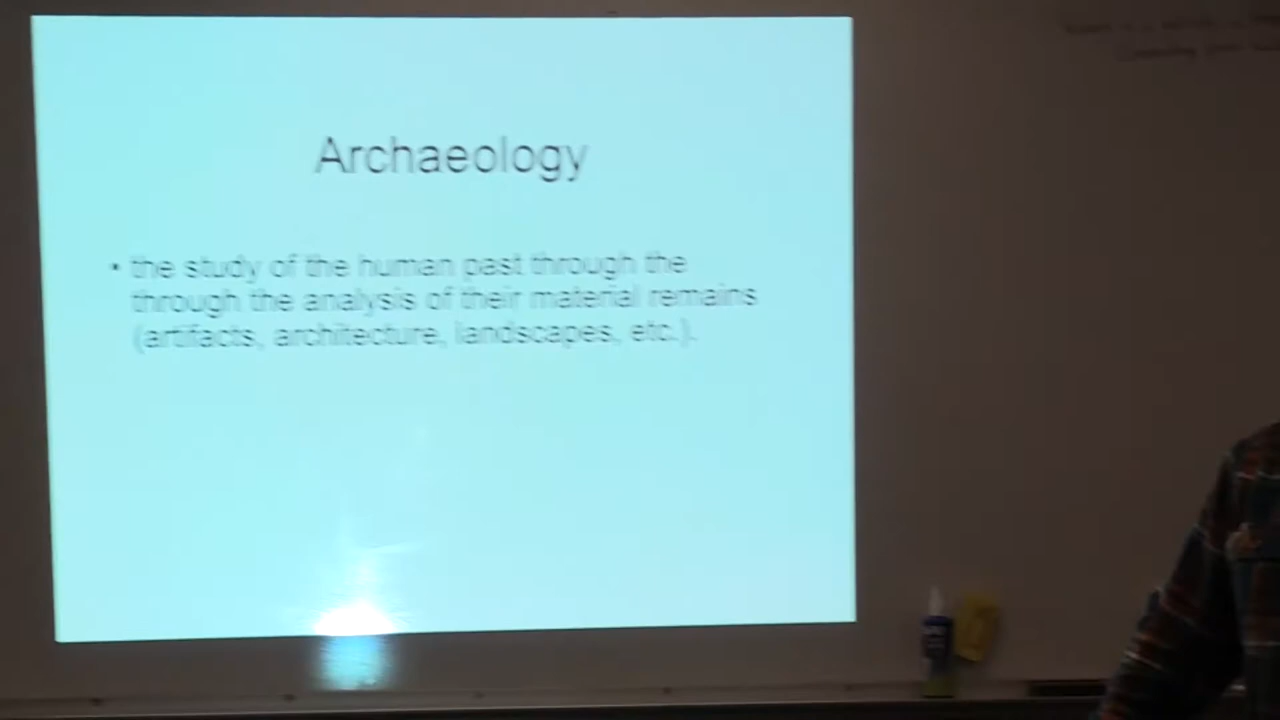 Archaeology
• the study of the human past through the
through the analysis of their material remains
(artifacts, architecture, landscapes, etc.).